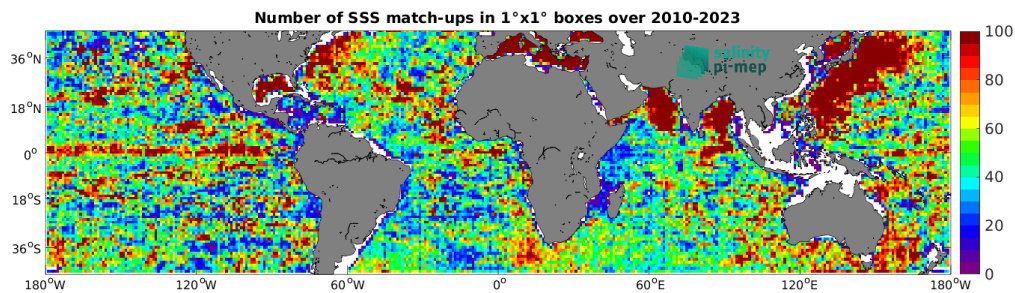 Number of SSS match-ups in 1°x1° boxes over 2010-2023
salinity
pi-mep
36°N
18°N
0°
18°S
36°S
180°W 120°W 60°W 0° 60°E 120°E 180°W
100
80
60
40
20
0